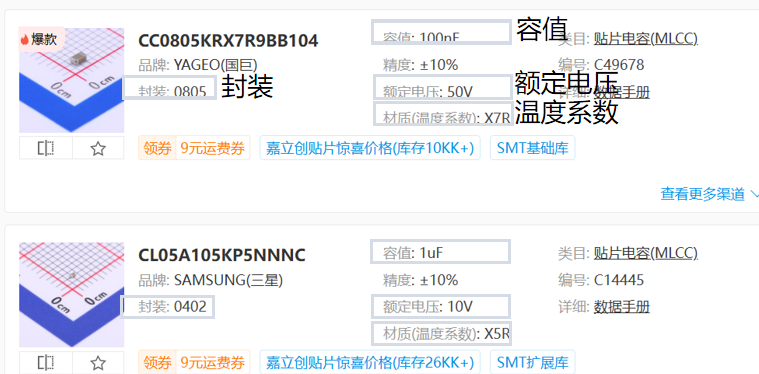 爆款
CC0805KRX7R9BB104
容值: 100nF
容值
类目: 贴片电容(MLCC)
品牌: YAGEO(国巨)
精度: ±10%
编号: C49678
封装: 0805
封装
额定电压: 50V
额定电压
详细: 数据手册
材质(温度系数): X7R
温度系数
领券 9元运费券
嘉立创贴片惊喜价格(库存10KK+)
SMT基础库
查看更多渠道
CL05A105KP5NNNC
容值: 1uF
类目: 贴片电容(MLCC)
品牌: SAMSUNG(三星)
精度: ±10%
编号: C14445
封装: 0402
额定电压: 10V
详细: 数据手册
材质(温度系数): X5R
领券 9元运费券
嘉立创贴片惊喜价格(库存26KK+)
SMT扩展库
0cm
0cm
0cm
0cm